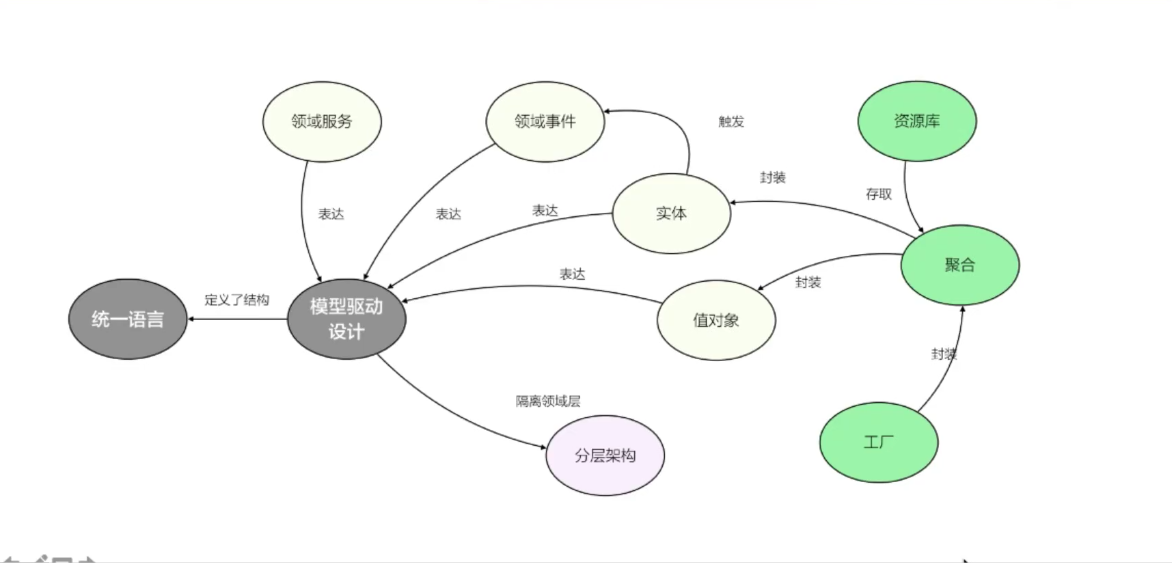 领域服务
领域事件
触发
资源库
封装
存取
实体
表达
表达
表达
聚合
表达
封装
定义了结构
统一语言
模型驱动
设计
值对象
封装
隔离领域层
工厂
分层架构